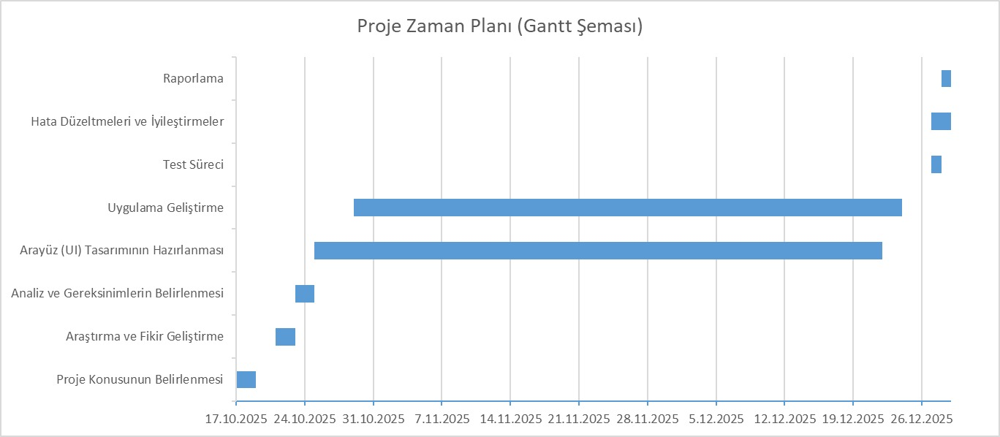 Proje Zaman Planı (Gantt Şeması)
Raporlama
Hata Düzeltmeleri ve İyileştirmeler
Test Süreci
Uygulama Geliştirme
Arayüz (UI) Tasarımının Hazırlanması
Analiz ve Gereksinimlerin Belirlenmesi
Araştırma ve Fikir Geliştirme
Proje Konusunun Belirlenmesi
17.10.2025 24.10.2025 31.10.2025 7.11.2025 14.11.2025 21.11.2025 28.11.2025 5.12.2025 12.12.2025 19.12.2025 26.12.2025